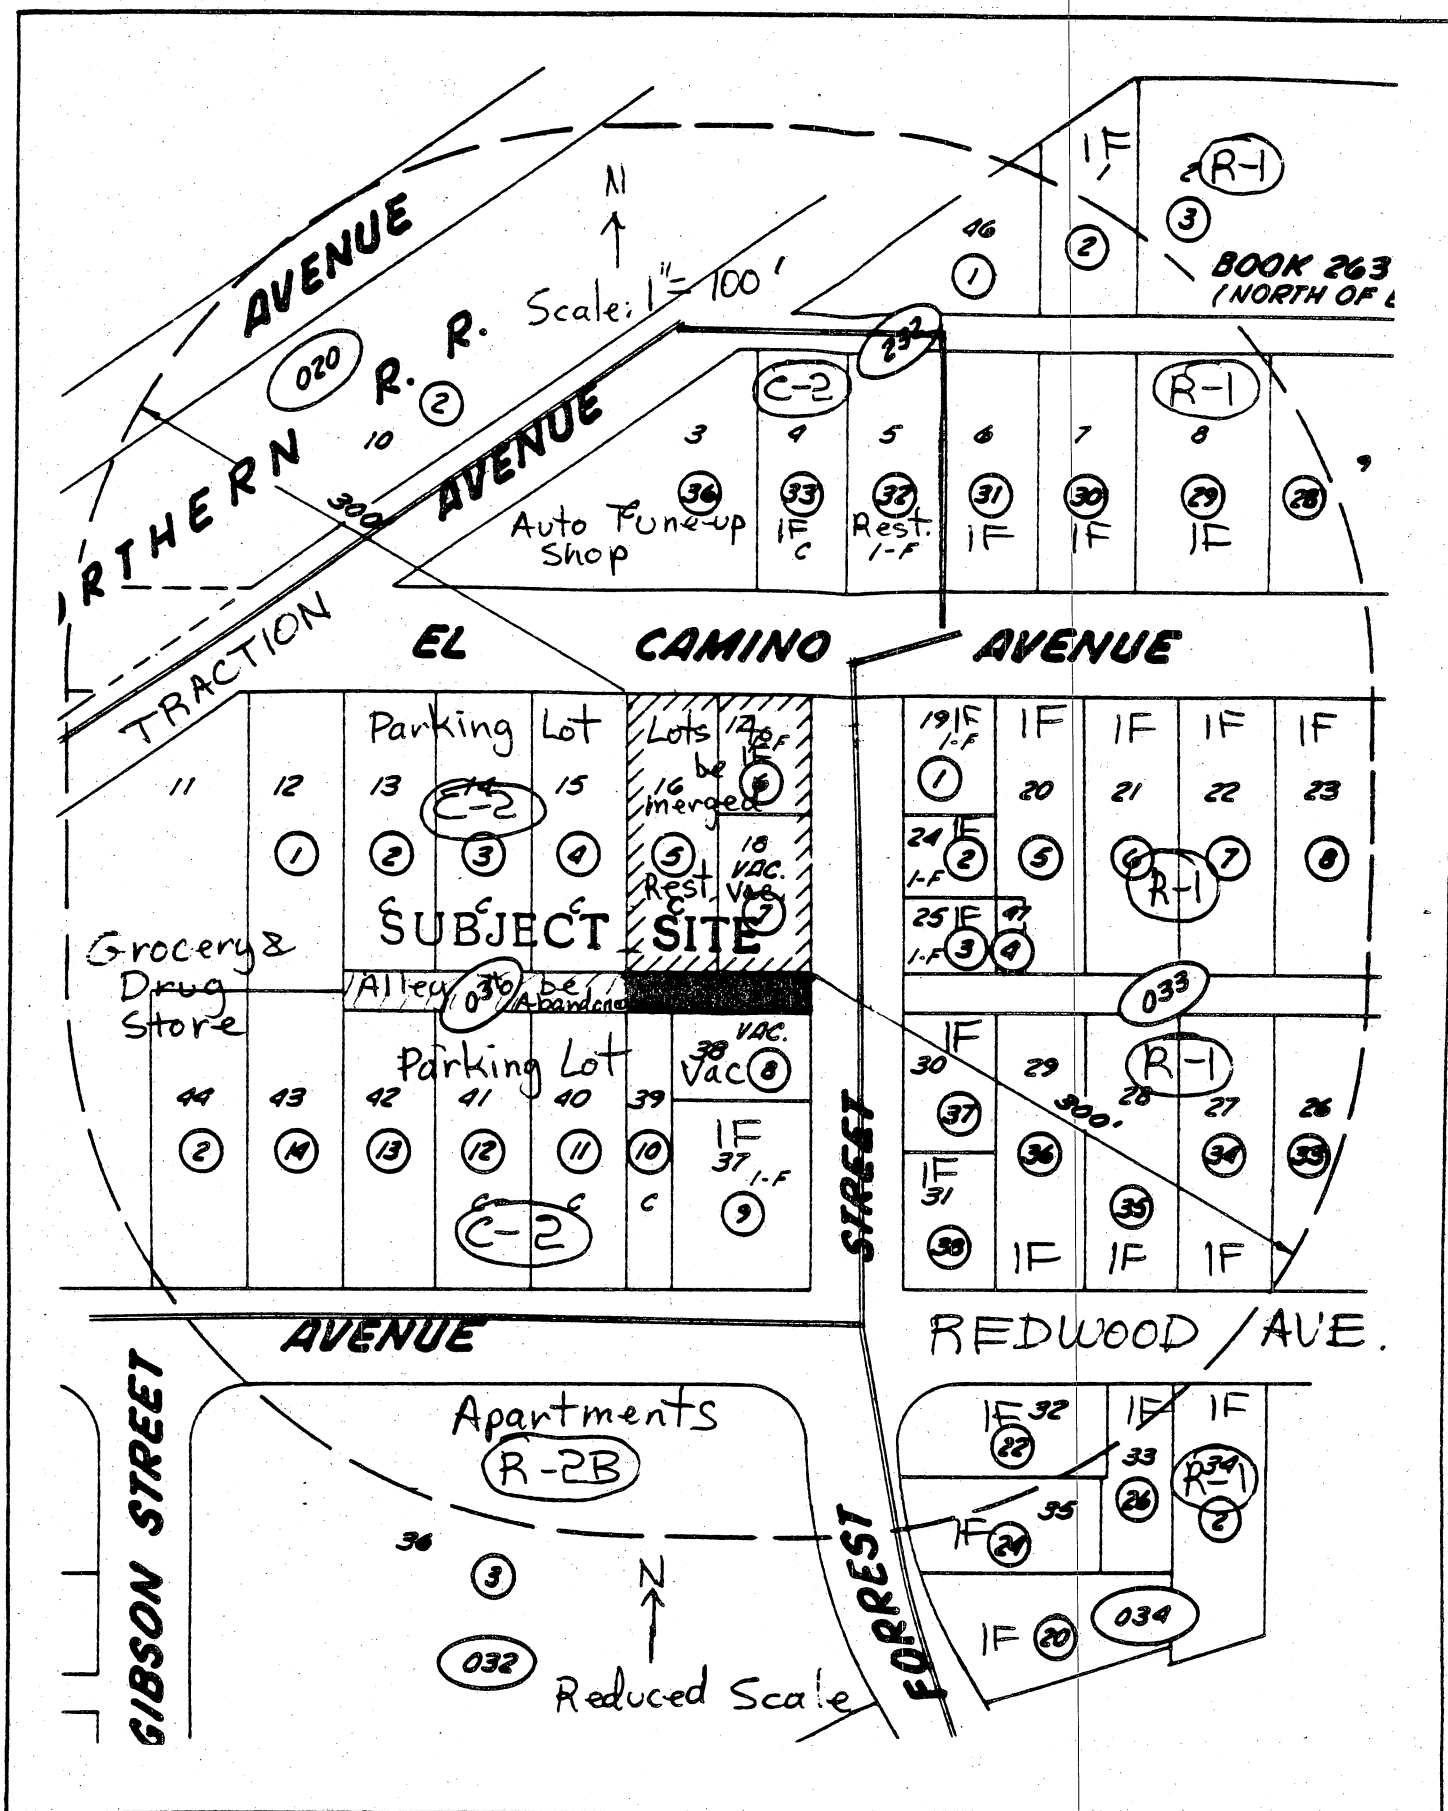 AVENUE
N
Scale: 1"= 100'
020
R. R.
2
10
300
AVENUE
TRACTION
1F
R-1
46
1
2
3
BOOK 263
(NORTH OF
232
C-2
R-1
3
4
5
6
7
8
9
36
33
32
31
30
29
28
Auto Tune-up
Shop
1F
C
Rest.
1-F
1F
1F
1F
EL CAMINO AVENUE
Parking Lot
Lots
to
be
merged
1F
19 1F
1-F
1F
1F
1F
1F
11
12
13
14
15
16
18
20
21
22
23
C-2
1
2
3
4
5
6
VAC.
Vac
7
Rest.
C
C
C
C
1
24
1F
2
1-F
5
6
7
8
R-1
25
1F
1-F
3
47
4
SUBJECT SITE
Grocery &
Drug
Store
Alley
036
be
Abandoned
033
Parking Lot
38
VAC.
Vac
8
1F
30
29
28
R-1
27
26
44
43
42
41
40
39
1F
37
1-F
9
2
14
13
12
11
10
C
C
C
C-2
37
36
300'
34
33
1F
31
35
38
1F
1F
1F
STREET
AVENUE
REDWOOD AVE.
GIBSON STREET
Apartments
R-2B
36
3
032
N
Reduced Scale
FORREST
1F
32
22
1F
33
26
1F
R-1
34
2
1F
35
24
1F
20
034